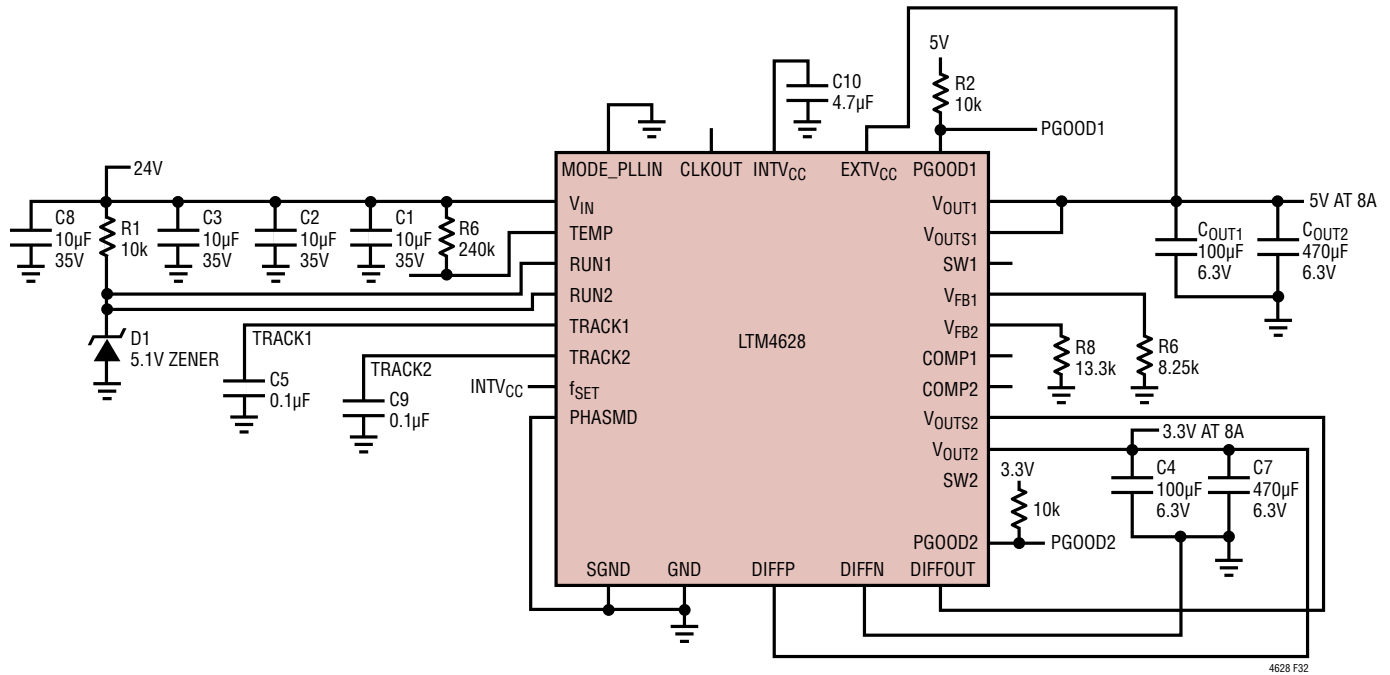 5V
C10
4.7µF
R2
10k
PGOOD1
24V
MODE_PLLIN
CLKOUT
INTVCC
EXTVCC
PGOOD1
C8
10µF
35V
R1
10k
C3
10µF
35V
C2
10µF
35V
C1
10µF
35V
R6
240k
VIN
TEMP
RUN1
RUN2
TRACK1
TRACK2
fSET
PHASMD
LTM4628
VOUT1
VOUTS1
SW1
VFB1
VFB2
COMP1
COMP2
VOUTS2
VOUT2
SW2
PGOOD2
5V AT 8A
COUT1
100µF
6.3V
COUT2
470µF
6.3V
D1
5.1V ZENER
TRACK1
C5
0.1µF
TRACK2
C9
0.1µF
INTVCC
R8
13.3k
R6
8.25k
3.3V AT 8A
C4
100µF
6.3V
C7
470µF
6.3V
3.3V
10k
PGOOD2
SGND
GND
DIFFP
DIFFN
DIFFOUT
4628 F32